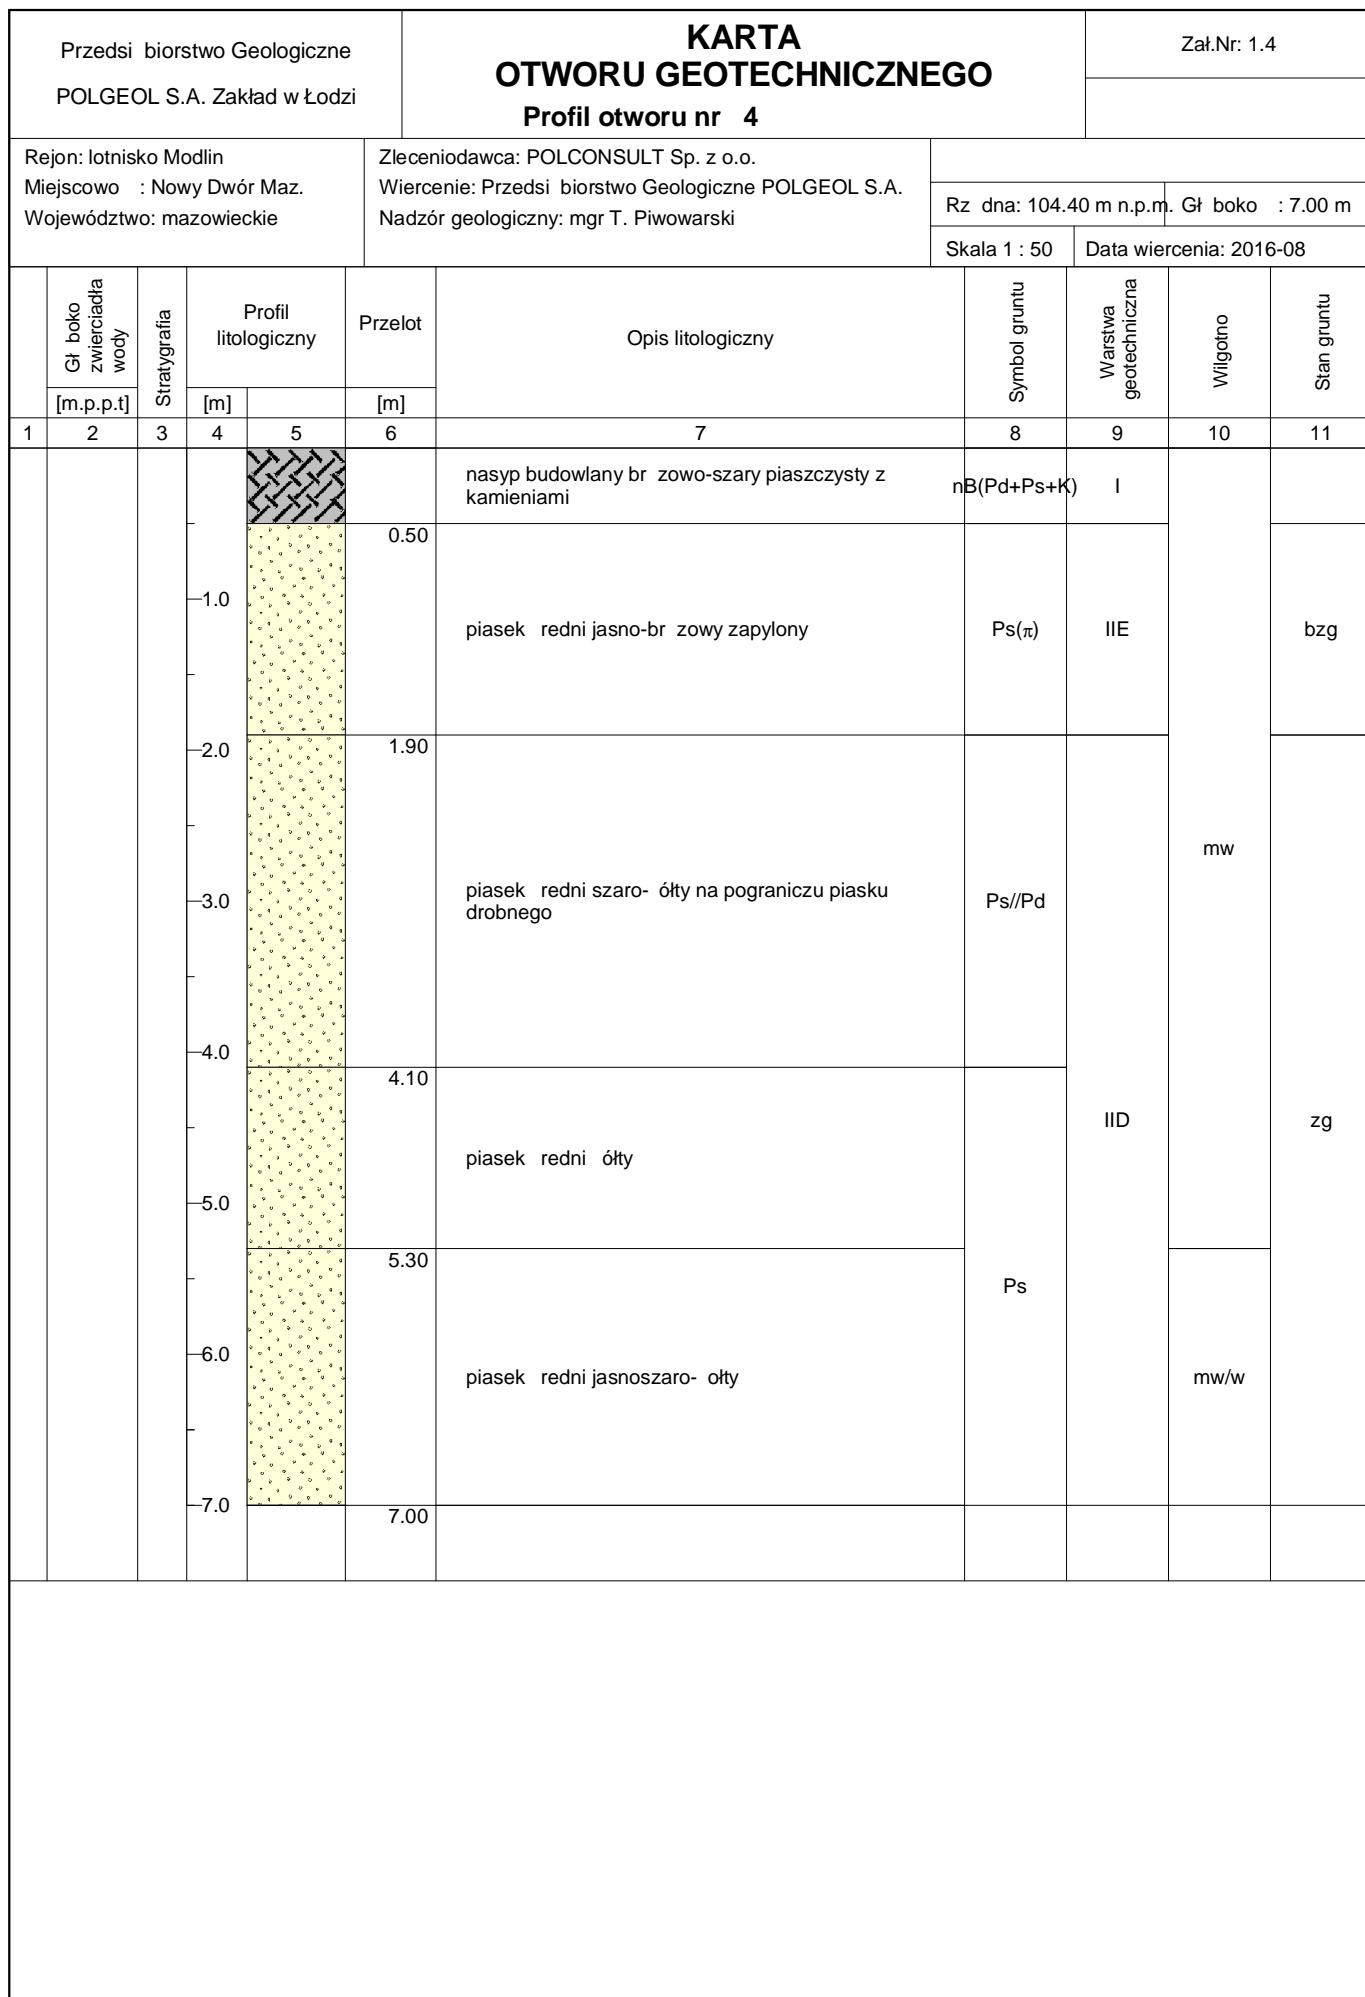 Przedsi biorstwo Geologiczne
POLGEOL S.A. Zakład w Łodzi
KARTA
OTWORU GEOTECHNICZNEGO
Profil otworu nr 4
Zał.Nr: 1.4
Rejon: lotnisko Modlin
Miejscowo : Nowy Dwór Maz.
Województwo: mazowieckie
Zleceniodawca: POLCONSULT Sp. z o.o.
Wiercenie: Przedsi biorstwo Geologiczne POLGEOL S.A.
Nadzór geologiczny: mgr T. Piwowarski
Rz dna: 104.40 m n.p.m. Gł boko : 7.00 m
Skala 1 : 50 Data wiercenia: 2016-08
Gł boko
zwierciadła
wody
[m.p.p.t]
Stratygrafia
Profil
litologiczny
[m]
Przelot
[m]
Opis litologiczny
Symbol gruntu
Warstwa
geotechniczna
Wilgotno
Stan gruntu
1 2 3 4 5 6 7 8 9 10 11
nasyp budowlany br zowo-szary piaszczysty z
kamieniami
nB(Pd+Ps+K) I
0.50
1.0
piasek redni jasno-br zowy zapylony Ps(π) IIE bzg
1.90
2.0
mw
3.0
piasek redni szaro- ółty na pograniczu piasku
drobnego
Ps//Pd
4.0
4.10
IID zg
piasek redni ółty
5.0
5.30
Ps
6.0
piasek redni jasnoszaro- ołty mw/w
7.0
7.00